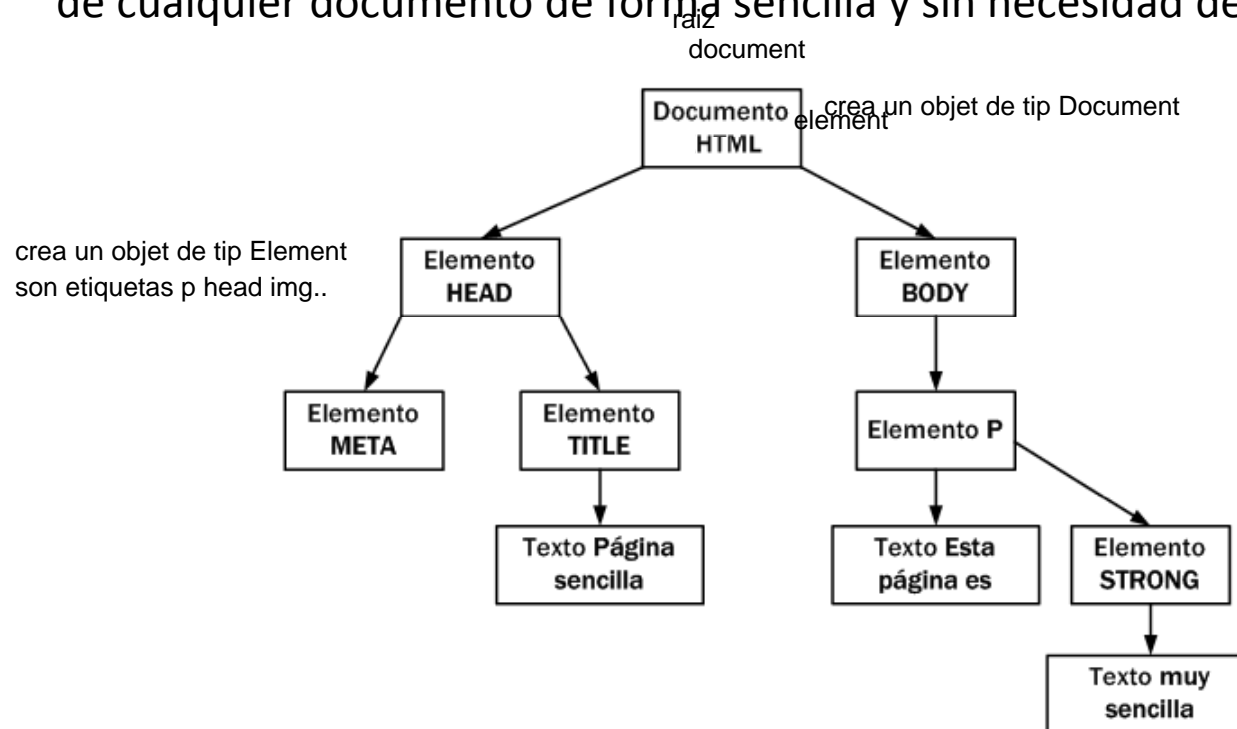 de cualquier documento de forma sencilla y sin necesidad de
raiz
document
Documento
HTML
element
crea un objet de tip Document
crea un objet de tip Element
son etiquetas p head img..
Elemento
HEAD
Elemento
BODY
Elemento
META
Elemento
TITLE
Elemento P
Texto Página
sencilla
Texto Esta
página es
Elemento
STRONG
Texto muy
sencilla